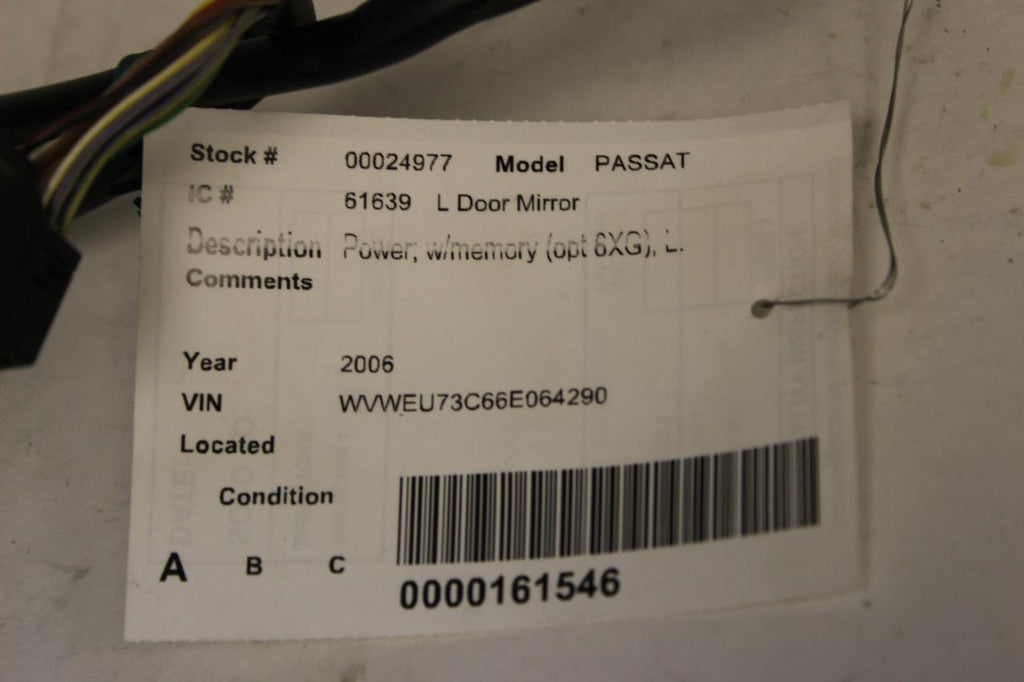 Stock # 00024977 Model PASSAT
IC # 61639 L Door Mirror
Description Power; w/memory (opt 6XG), L.
Comments
Year 2006
VIN WVWEU73C66E064290
Located
Condition
A B C
0000161546